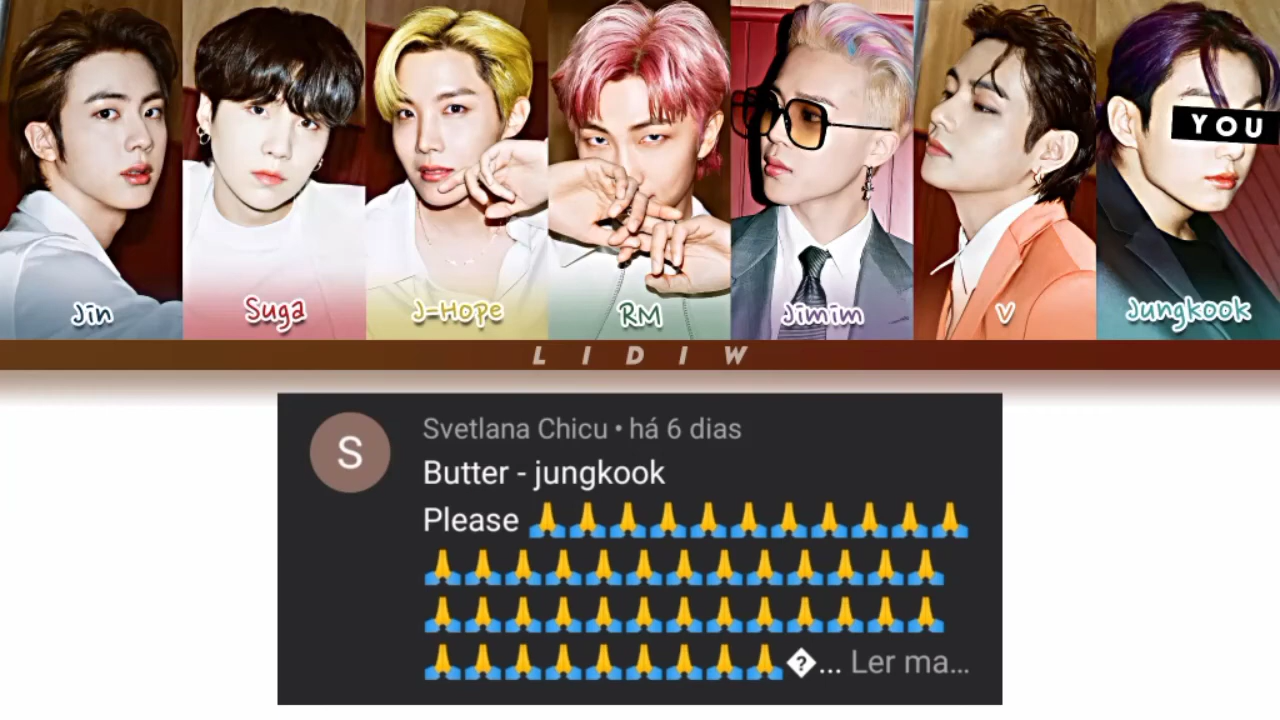 YOU
Jin
Suga
J-Hope
RM
Jimim
V
Jungkook
L I D I W
S
Svetlana Chicu • há 6 dias
Butter - jungkook
Please 🙏🙏🙏🙏🙏🙏🙏🙏🙏🙏🙏
🙏🙏🙏🙏🙏🙏🙏🙏🙏🙏🙏🙏🙏
🙏🙏🙏🙏🙏🙏🙏🙏🙏🙏🙏🙏🙏
🙏🙏🙏🙏🙏🙏🙏🙏🙏�... Ler ma...